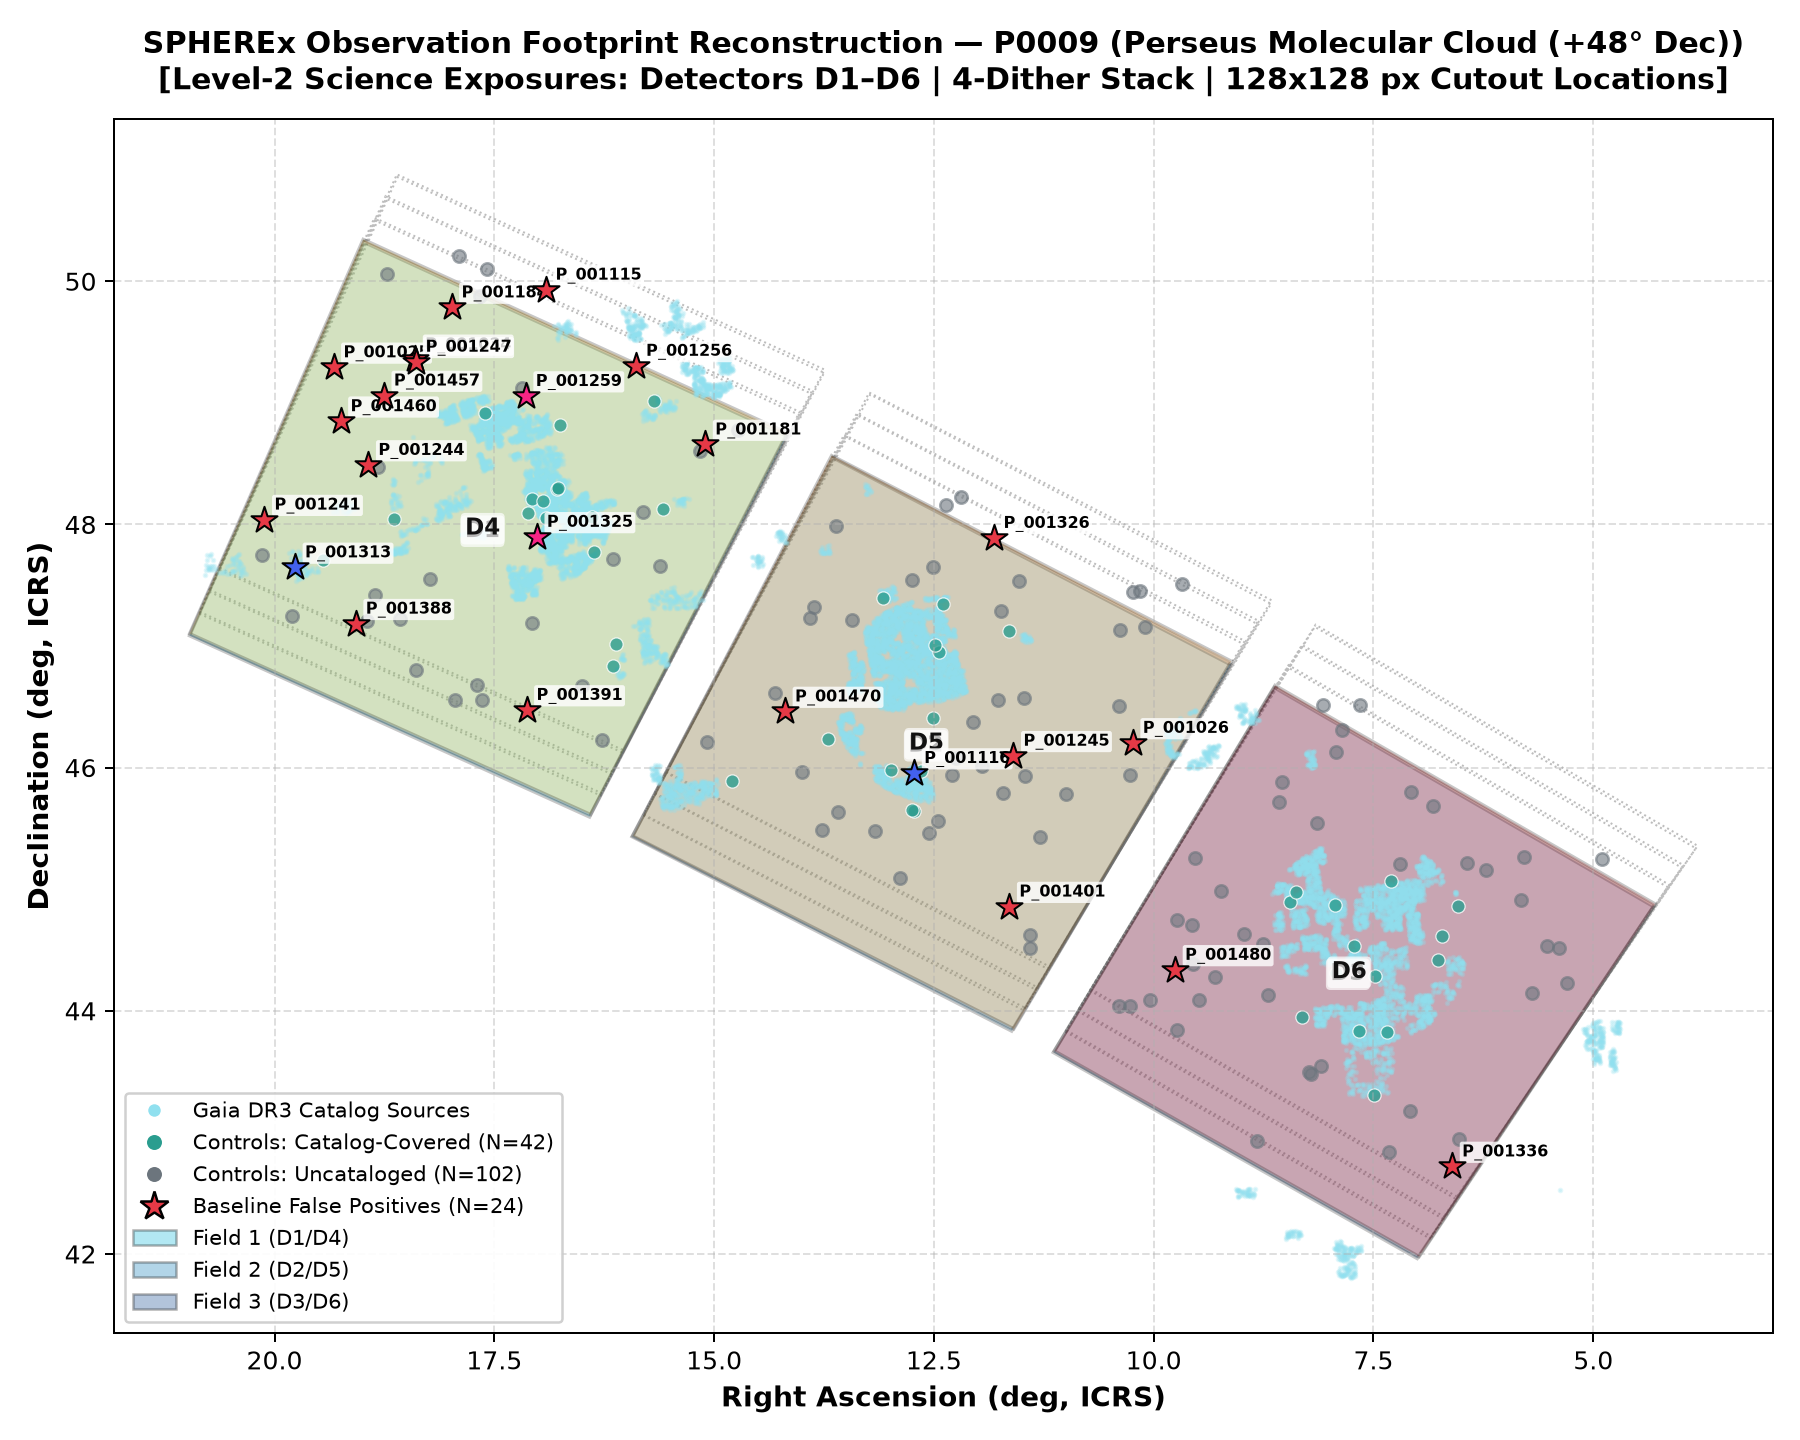 SPHEREx Observation Footprint Reconstruction — P0009 (Perseus Molecular Cloud (+48° Dec))
[Level-2 Science Exposures: Detectors D1–D6 | 4-Dither Stack | 128x128 px Cutout Locations]
P_001115
P_001247
P_001256
P_001457
P_001259
P_001460
P_001181
P_001244
P_001241
P_001326
P_001325
D4
P_001313
P_001388
P_001470
P_001391
P_001026
D5
P_001245
P_001116
P_001401
P_001480
D6
P_001336
50
48
46
44
42
Declination (deg, ICRS)
Gaia DR3 Catalog Sources
Controls: Catalog-Covered (N=42)
Controls: Uncataloged (N=102)
Baseline False Positives (N=24)
Field 1 (D1/D4)
Field 2 (D2/D5)
Field 3 (D3/D6)
20.0 17.5 15.0 12.5 10.0 7.5 5.0
Right Ascension (deg, ICRS)